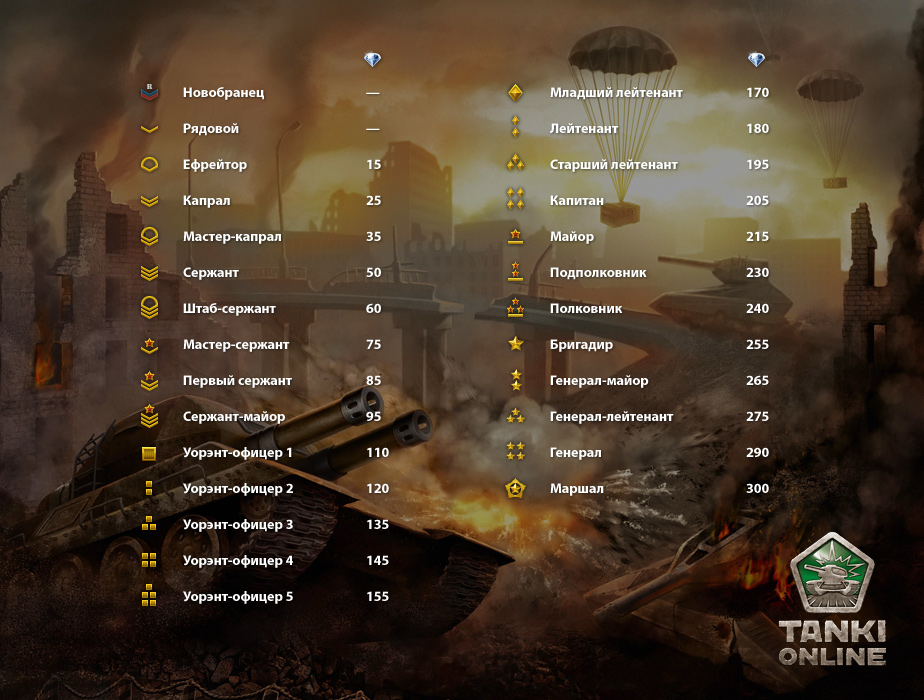 Новобранец —
Рядовой —
Ефрейтор 15
Капрал 25
Мастер-капрал 35
Сержант 50
Штаб-сержант 60
Мастер-сержант 75
Первый сержант 85
Сержант-майор 95
Уорэнт-офицер 1 110
Уорэнт-офицер 2 120
Уорэнт-офицер 3 135
Уорэнт-офицер 4 145
Уорэнт-офицер 5 155
Младший лейтенант 170
Лейтенант 180
Старший лейтенант 195
Капитан 205
Майор 215
Подполковник 230
Полковник 240
Бригадир 255
Генерал-майор 265
Генерал-лейтенант 275
Генерал 290
Маршал 300
TANKI
ONLINE